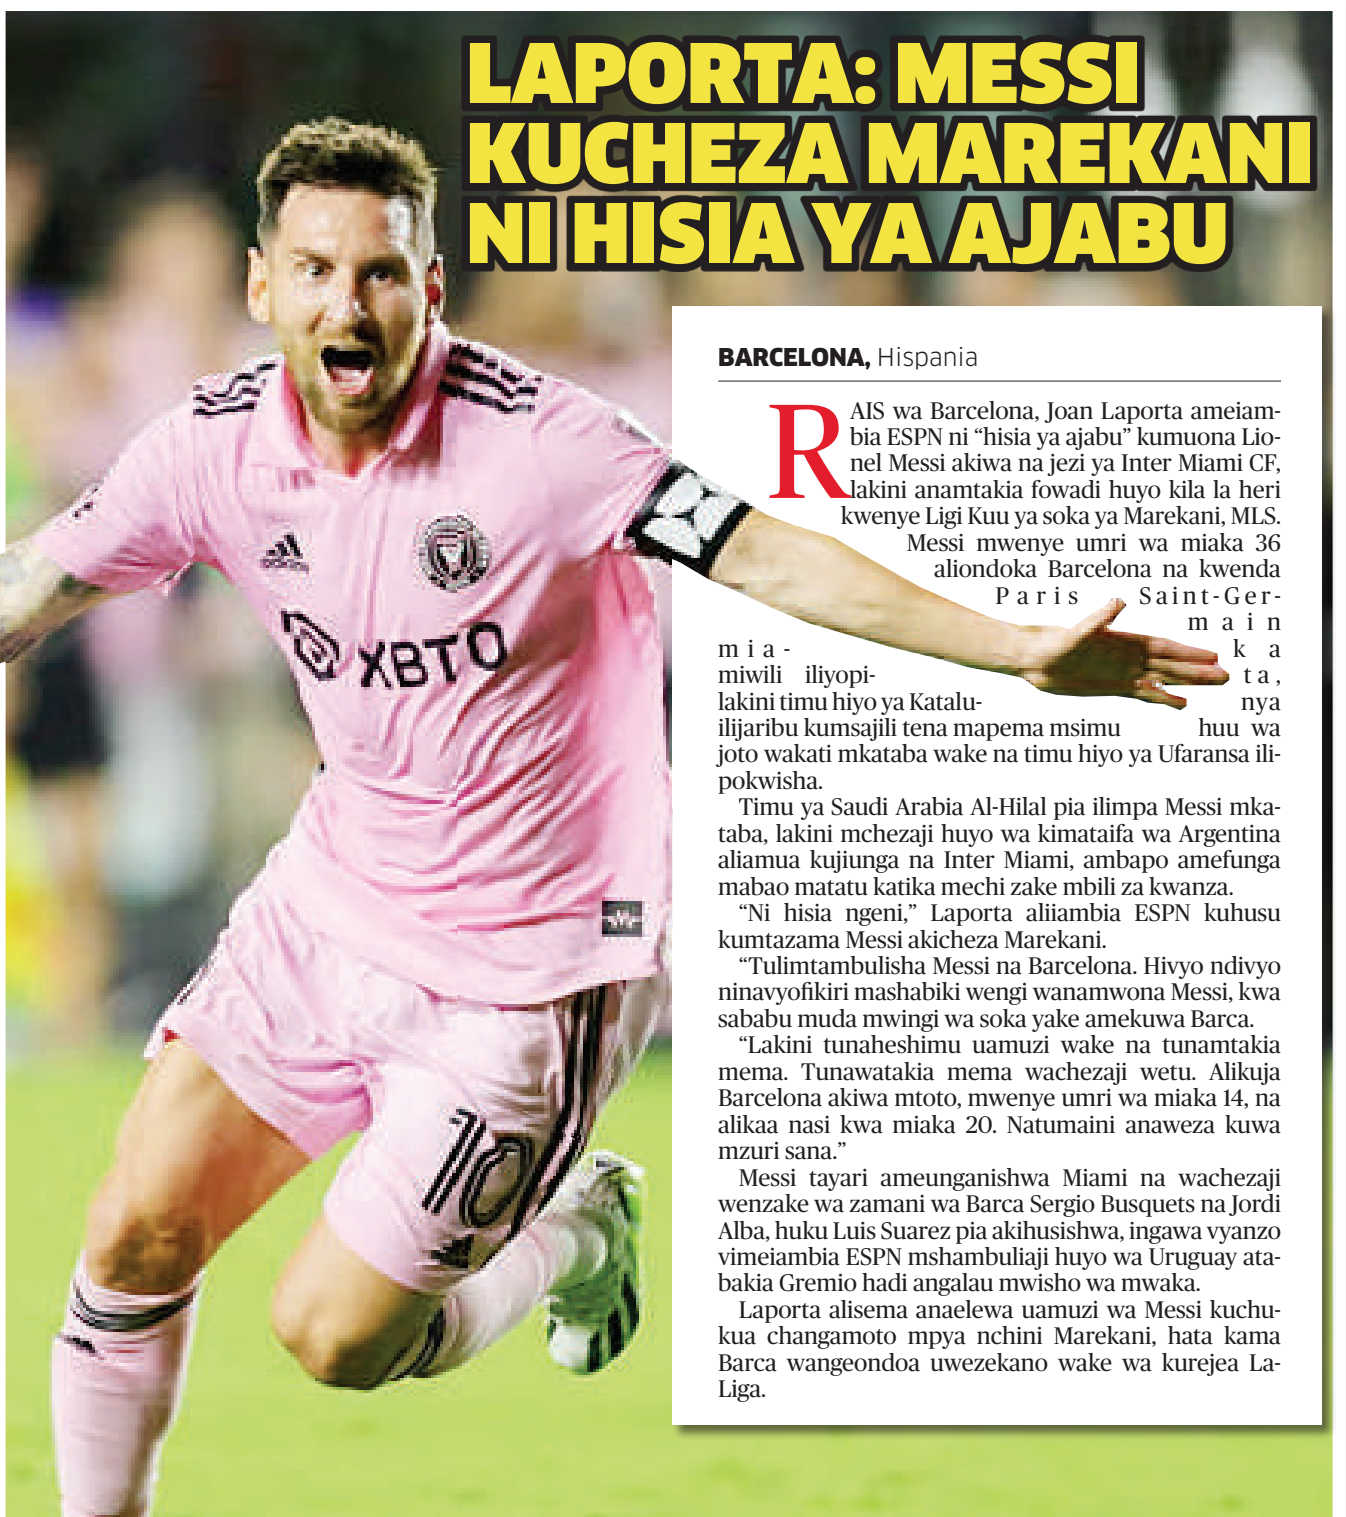 LAPORTA: MESSI
KUCHEZA MAREKANI
NI HISIA YA AJABU
BARCELONA, Hispania
RAIS wa Barcelona, Joan Laporta ameiam-
bia ESPN ni “hisia ya ajabu” kumuona Lio-
nel Messi akiwa na jezi ya Inter Miami CF,
lakini anamtakia fowadi huyo kila la heri
kwenye Ligi Kuu ya soka ya Marekani, MLS.
Messi mwenye umri wa miaka 36
aliondoka Barcelona na kwenda
Paris Saint-Ger-
main
mia- ka
miwili iliyopi- ta,
lakini timu hiyo ya Katalu- nya
ilijaribu kumsajili tena mapema msimu huu wa
joto wakati mkataba wake na timu hiyo ya Ufaransa ili-
pokwisha.
Timu ya Saudi Arabia Al-Hilal pia ilimpa Messi mka-
taba, lakini mchezaji huyo wa kimataifa wa Argentina
aliamua kujiunga na Inter Miami, ambapo amefunga
mabao matatu katika mechi zake mbili za kwanza.
“Ni hisia ngeni,” Laporta aliiambia ESPN kuhusu
kumtazama Messi akicheza Marekani.
“Tulimtambulisha Messi na Barcelona. Hivyo ndivyo
ninavyofikiri mashabiki wengi wanamwona Messi, kwa
sababu muda mwingi wa soka yake amekuwa Barca.
“Lakini tunaheshimu uamuzi wake na tunamtakia
mema. Tunawatakia mema wachezaji wetu. Alikuja
Barcelona akiwa mtoto, mwenye umri wa miaka 14, na
alikaa nasi kwa miaka 20. Natumaini anaweza kuwa
mzuri sana.”
Messi tayari ameunganishwa Miami na wachezaji
wenzake wa zamani wa Barca Sergio Busquets na Jordi
Alba, huku Luis Suarez pia akihusishwa, ingawa vyanzo
vimeiambia ESPN mshambuliaji huyo wa Uruguay ata-
bakia Gremio hadi angalau mwisho wa mwaka.
Laporta alisema anaelewa uamuzi wa Messi kuchu-
kua changamoto mpya nchini Marekani, hata kama
Barca wangeondoa uwezekano wake wa kurejea La-
Liga.
adidas
XBTO
10